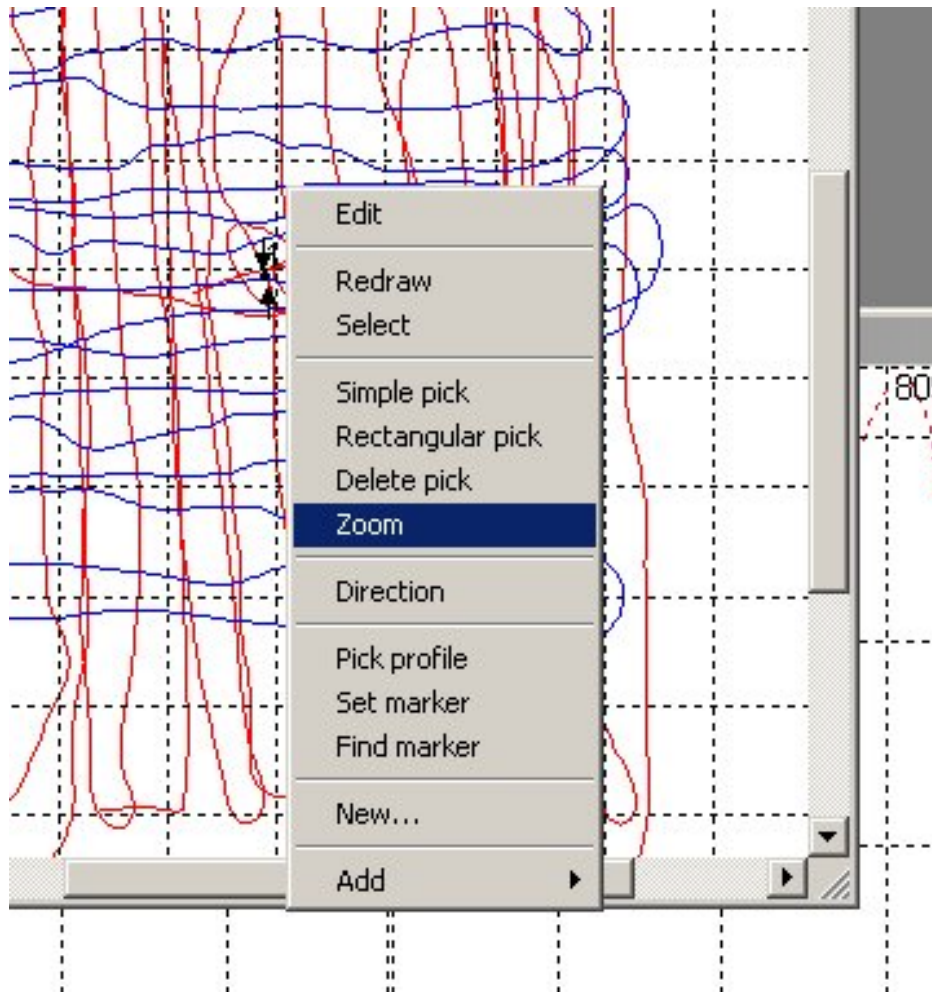 Edit
Redraw
Select
Simple pick
Rectangular pick
Delete pick
Zoom
Direction
Pick profile
Set marker
Find marker
New...
Add
80